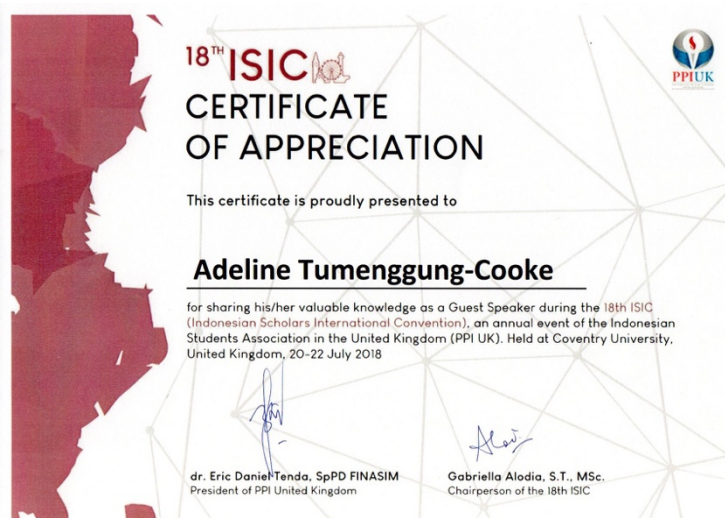 18TH ISIC
PPIUK
CERTIFICATE
OF APPRECIATION
This certificate is proudly presented to
Adeline Tumenggung-Cooke
for sharing his/her valuable knowledge as a Guest Speaker during the 18th ISIC
(Indonesian Scholars International Convention), an annual event of the Indonesian
Students Association in the United Kingdom (PPI UK). Held at Coventry University,
United Kingdom, 20-22 July 2018
dr. Eric Daniel Tenda, SpPD FINASIM
President of PPI United Kingdom
Gabriella Alodia, S.T., MSc.
Chairperson of the 18th ISIC